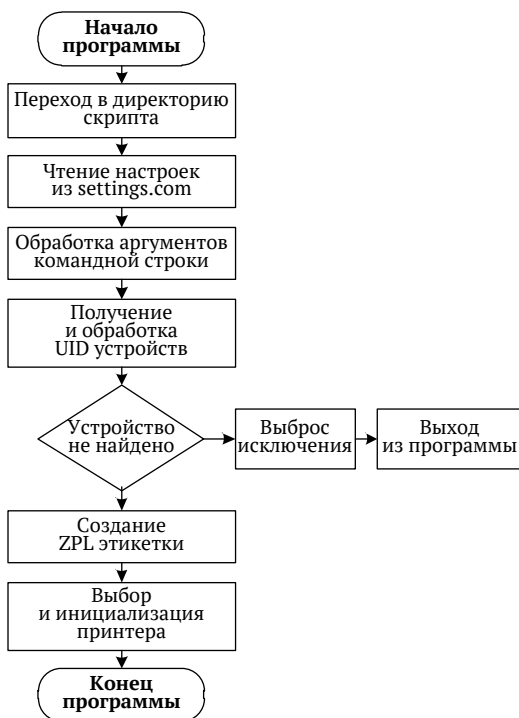 Начало
программы
Переход в директорию
скрипта
Чтение настроек
из settings.com
Обработка аргументов
командной строки
Получение
и обработка
UID устройств
Устройство
не найдено
Выброс
исключения
Выход
из программы
Создание
ZPL этикетки
Выбор
и инициализация
принтера
Конец
программы